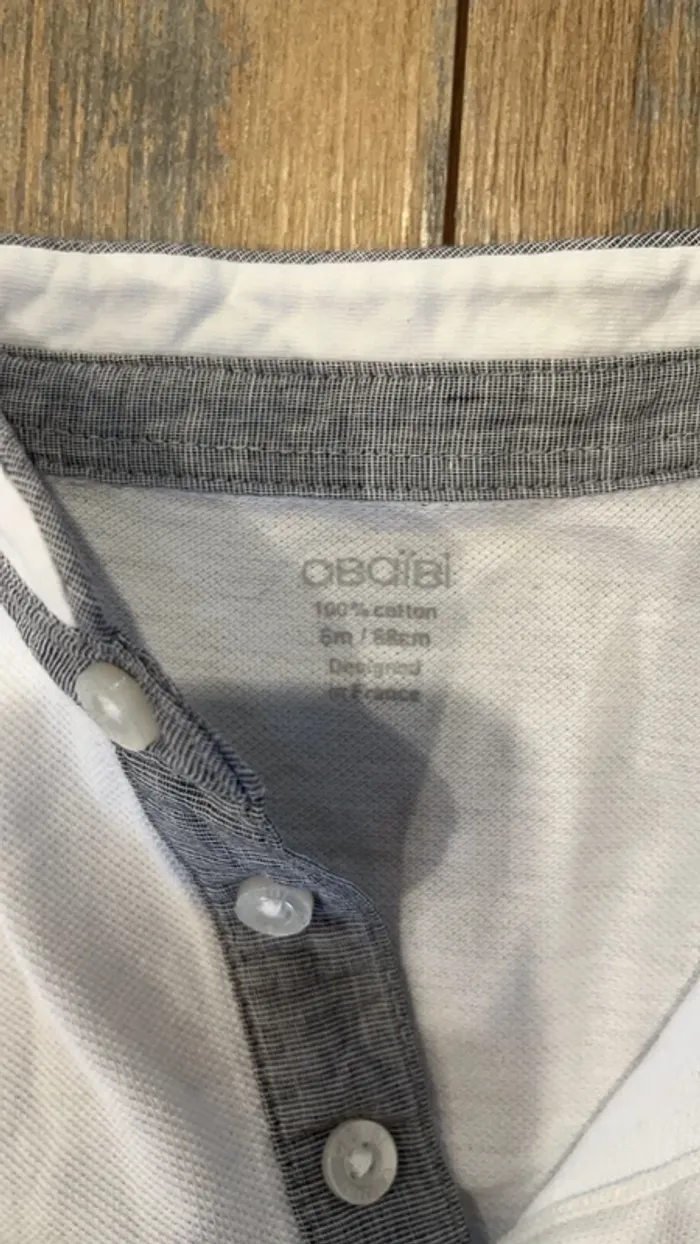 OBAïBi
100% cotton
6m / 68cm
Designed
in France